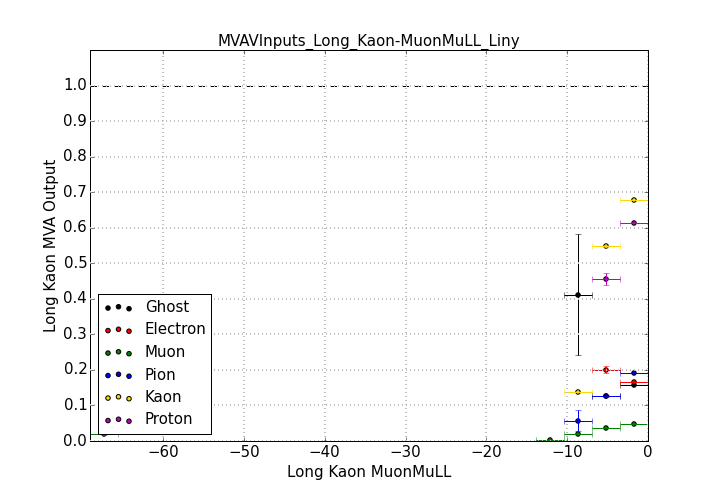 MVAVInputs_Long_Kaon-MuonMuLL_Liny
1.0
0.9
0.8
0.7
0.6
0.5
0.4
0.3
0.2
0.1
0.0
Long Kaon MVA Output
Ghost
Electron
Muon
Pion
Kaon
Proton
−60 −50 −40 −30 −20 −10 0
Long Kaon MuonMuLL